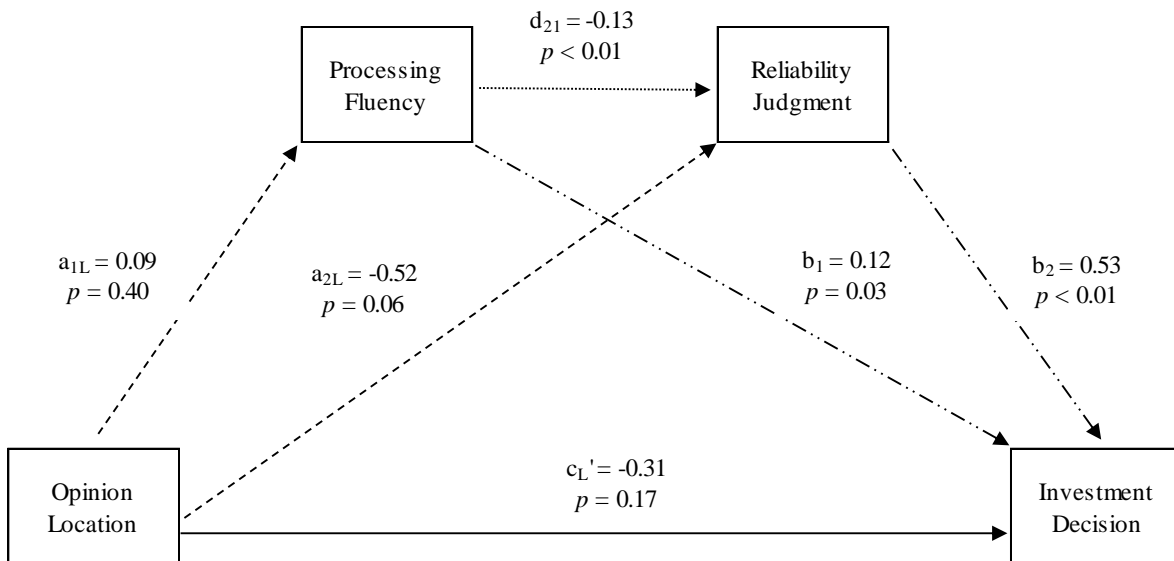 d21 = -0.13
p < 0.01
Processing
Fluency
Reliability
Judgment
a1L = 0.09
p = 0.40
a2L = -0.52
p = 0.06
b1 = 0.12
p = 0.03
b2 = 0.53
p < 0.01
Opinion
Location
cL' = -0.31
p = 0.17
Investment
Decision